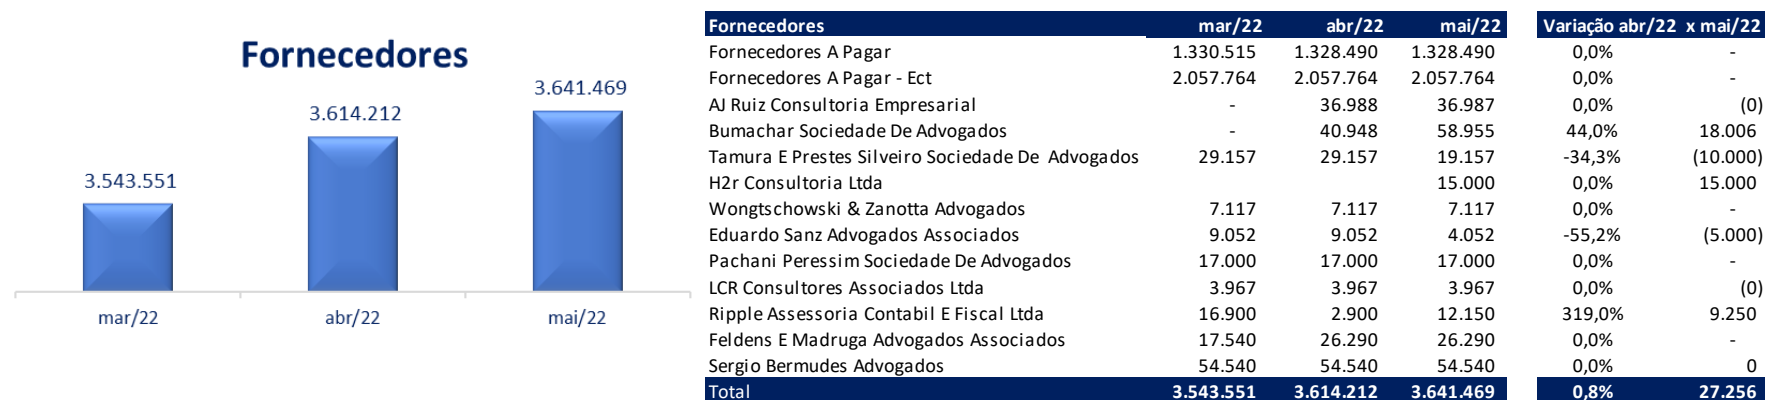 Fornecedores
3.543.551
3.614.212
3.641.469
mar/22 abr/22 mai/22
Fornecedores mar/22 abr/22 mai/22 Variação abr/22 x mai/22
Fornecedores A Pagar 1.330.515 1.328.490 1.328.490 0,0% -
Fornecedores A Pagar - Ect 2.057.764 2.057.764 2.057.764 0,0% -
AJ Ruiz Consultoria Empresarial - 36.988 36.987 0,0% (0)
Bumachar Sociedade De Advogados - 40.948 58.955 44,0% 18.006
Tamura E Prestes Silveiro Sociedade De Advogados 29.157 29.157 19.157 -34,3% (10.000)
H2r Consultoria Ltda 15.000 0,0% 15.000
Wongtschowski & Zanotta Advogados 7.117 7.117 7.117 0,0% -
Eduardo Sanz Advogados Associados 9.052 9.052 4.052 -55,2% (5.000)
Pachani Peressim Sociedade De Advogados 17.000 17.000 17.000 0,0% -
LCR Consultores Associados Ltda 3.967 3.967 3.967 0,0% (0)
Ripple Assessoria Contabil E Fiscal Ltda 16.900 2.900 12.150 319,0% 9.250
Feldens E Madruga Advogados Associados 17.540 26.290 26.290 0,0% -
Sergio Bermudes Advogados 54.540 54.540 54.540 0,0% 0
Total 3.543.551 3.614.212 3.641.469 0,8% 27.256